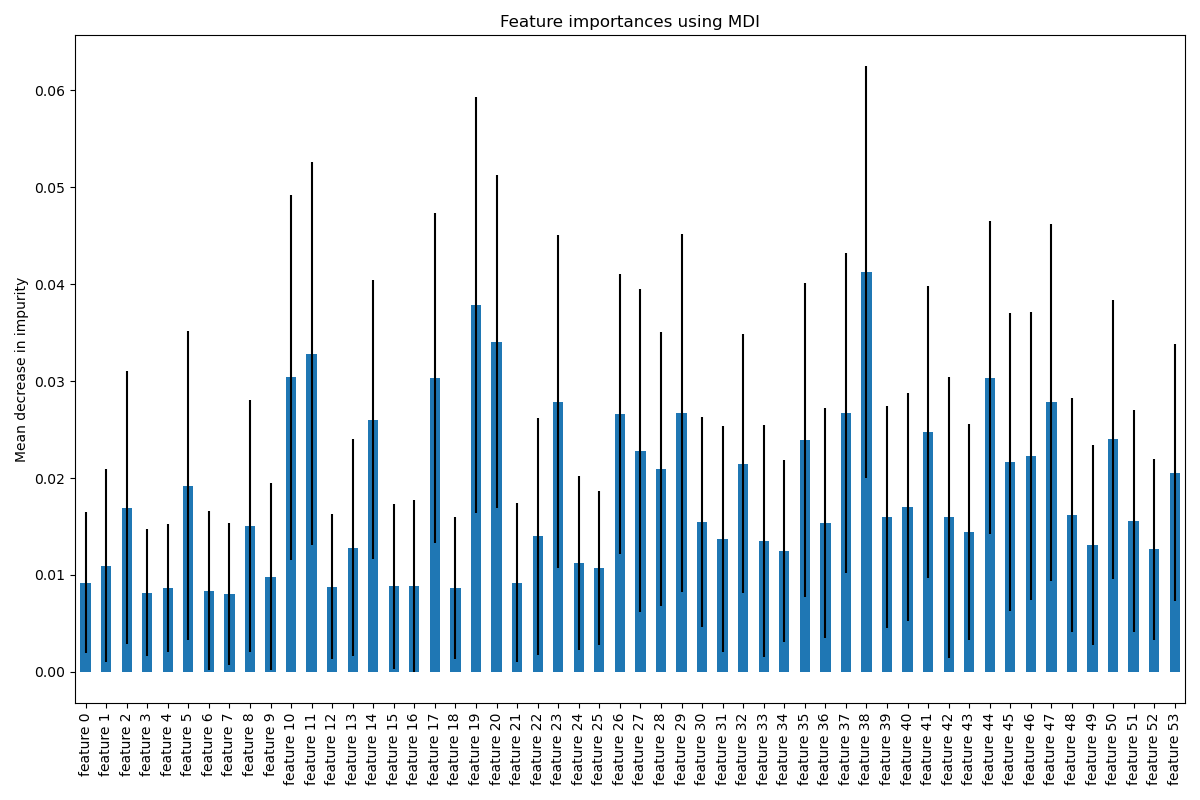 Feature importances using MDI
Mean decrease in impurity
0.06
0.05
0.04
0.03
0.02
0.01
0.00
feature 0
feature 1
feature 2
feature 3
feature 4
feature 5
feature 6
feature 7
feature 8
feature 9
feature 10
feature 11
feature 12
feature 13
feature 14
feature 15
feature 16
feature 17
feature 18
feature 19
feature 20
feature 21
feature 22
feature 23
feature 24
feature 25
feature 26
feature 27
feature 28
feature 29
feature 30
feature 31
feature 32
feature 33
feature 34
feature 35
feature 36
feature 37
feature 38
feature 39
feature 40
feature 41
feature 42
feature 43
feature 44
feature 45
feature 46
feature 47
feature 48
feature 49
feature 50
feature 51
feature 52
feature 53